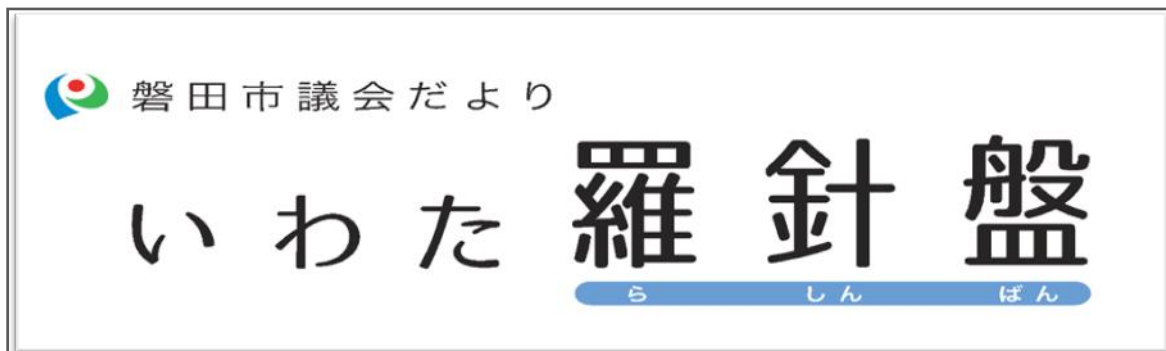 磐田市議会だより
いわた羅針盤
らしんばん